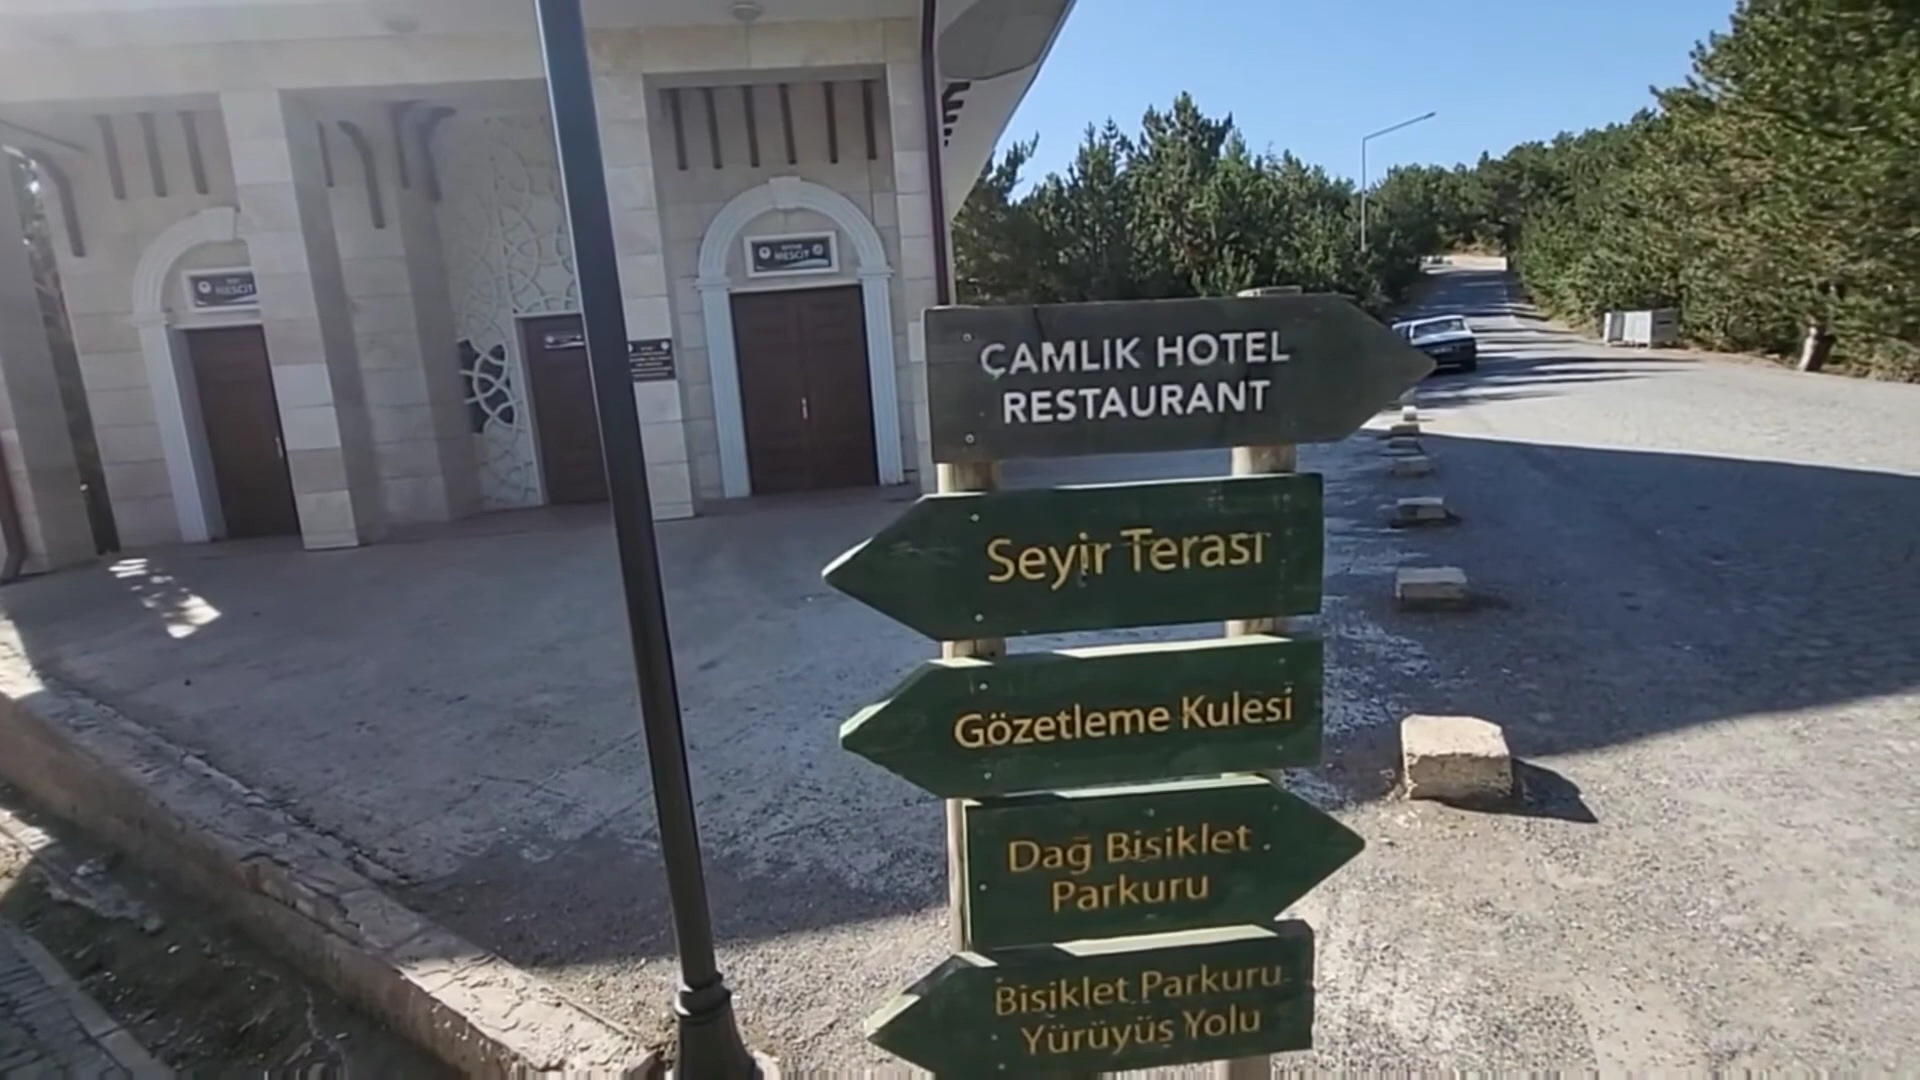 MESCİT
MESCİT
ÇAMLIK HOTEL
RESTAURANT
Seyir Terası
Gözetleme Kulesi
Dağ Bisiklet
Parkuru
Bisiklet Parkuru
Yürüyüş Yolu